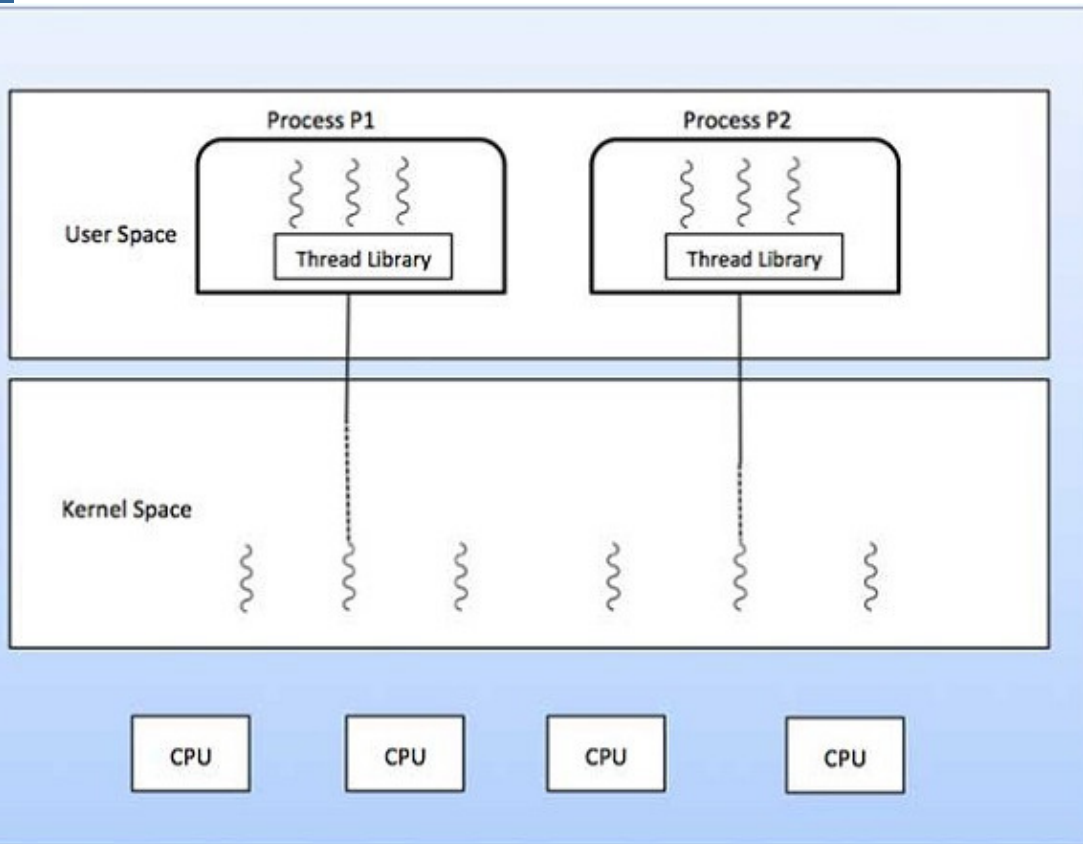 Process P1
Process P2
User Space
Thread Library
Thread Library
Kernel Space
CPU
CPU
CPU
CPU